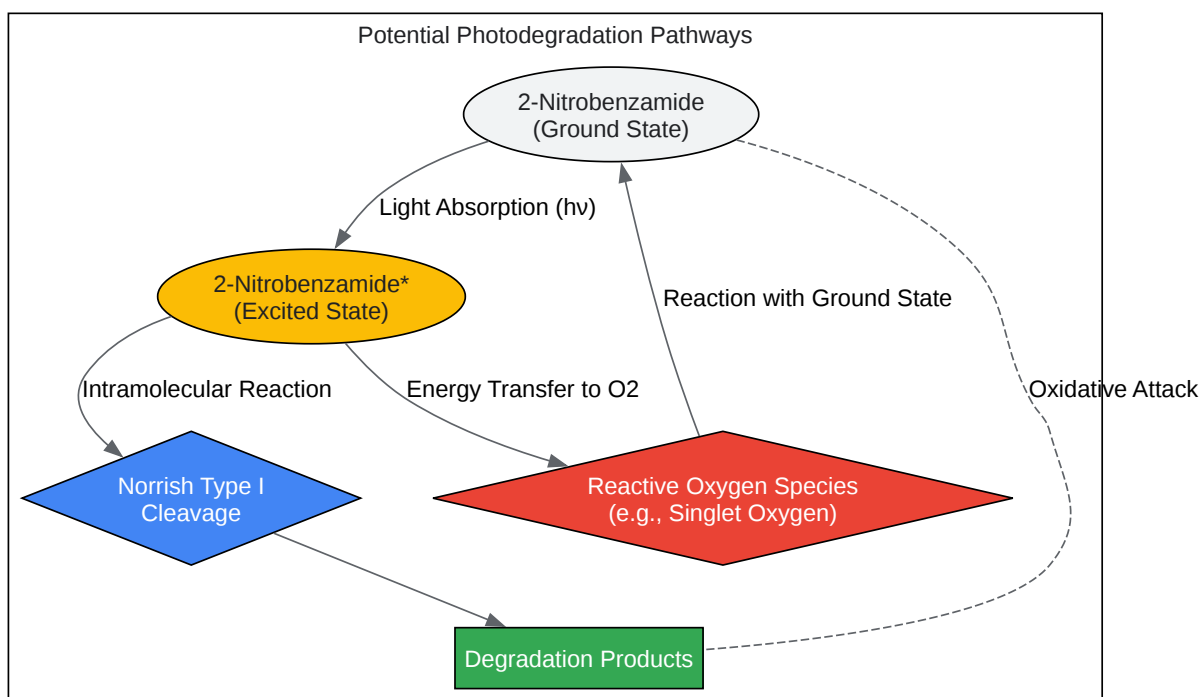 Potential Photodegradation Pathways
2-Nitrobenzamide
(Ground State)
Light Absorption (hν)
2-Nitrobenzamide*
(Excited State)
Reaction with Ground State
Intramolecular Reaction
Energy Transfer to O2
Oxidative Attack
Norrish Type I
Cleavage
Reactive Oxygen Species
(e.g., Singlet Oxygen)
Degradation Products